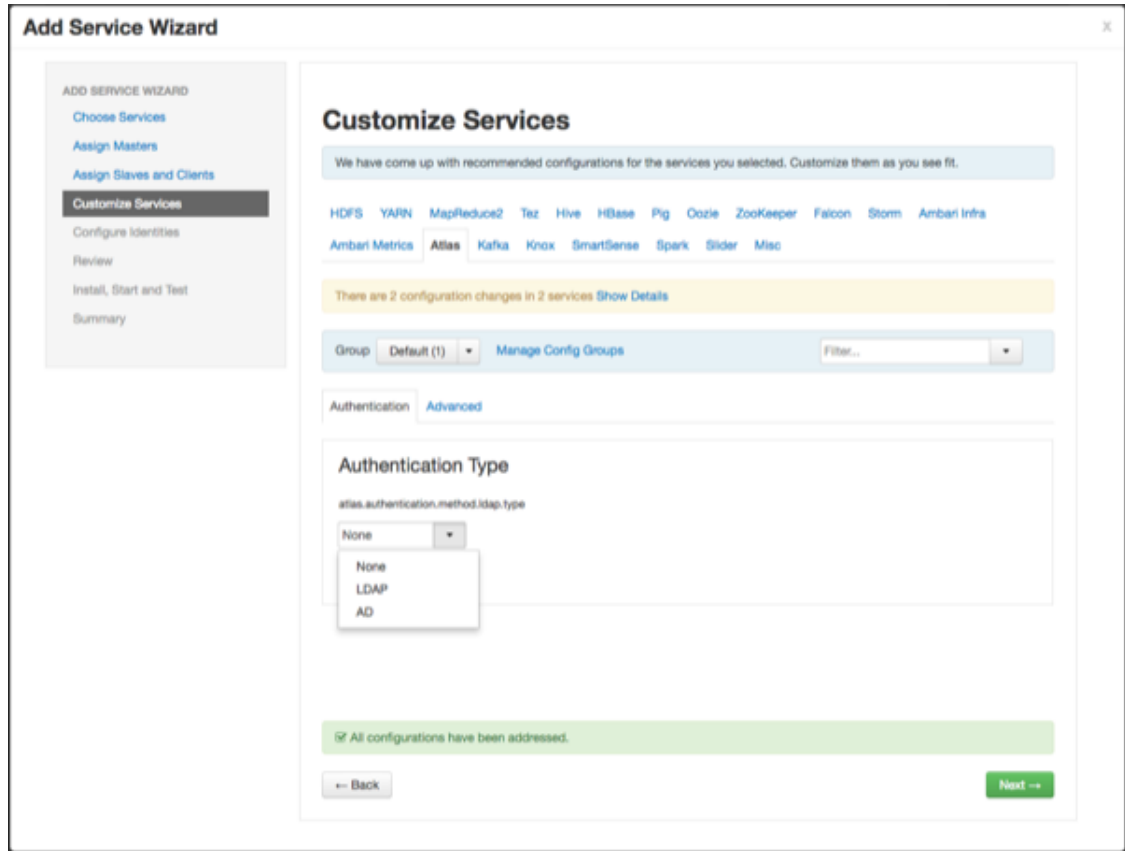 Add Service Wizard
x
ADD SERVICE WIZARD
Choose Services
Assign Masters
Assign Slaves and Clients
Customize Services
Configure Identities
Review
Install, Start and Test
Summary
Customize Services
We have come up with recommended configurations for the services you selected. Customize them as you see fit.
HDFS YARN MapReduce2 Tez Hive HBase Pig Oozie ZooKeeper Falcon Storm Ambari Infra
Ambari Metrics Atlas Kafka Knox SmartSense Spark Slider Misc
There are 2 configuration changes in 2 services Show Details
Group Default (1) Manage Config Groups Filter...
Authentication Advanced
Authentication Type
atlas.authentication.method.ldap.type
None
None
LDAP
AD
All configurations have been addressed.
← Back Next →